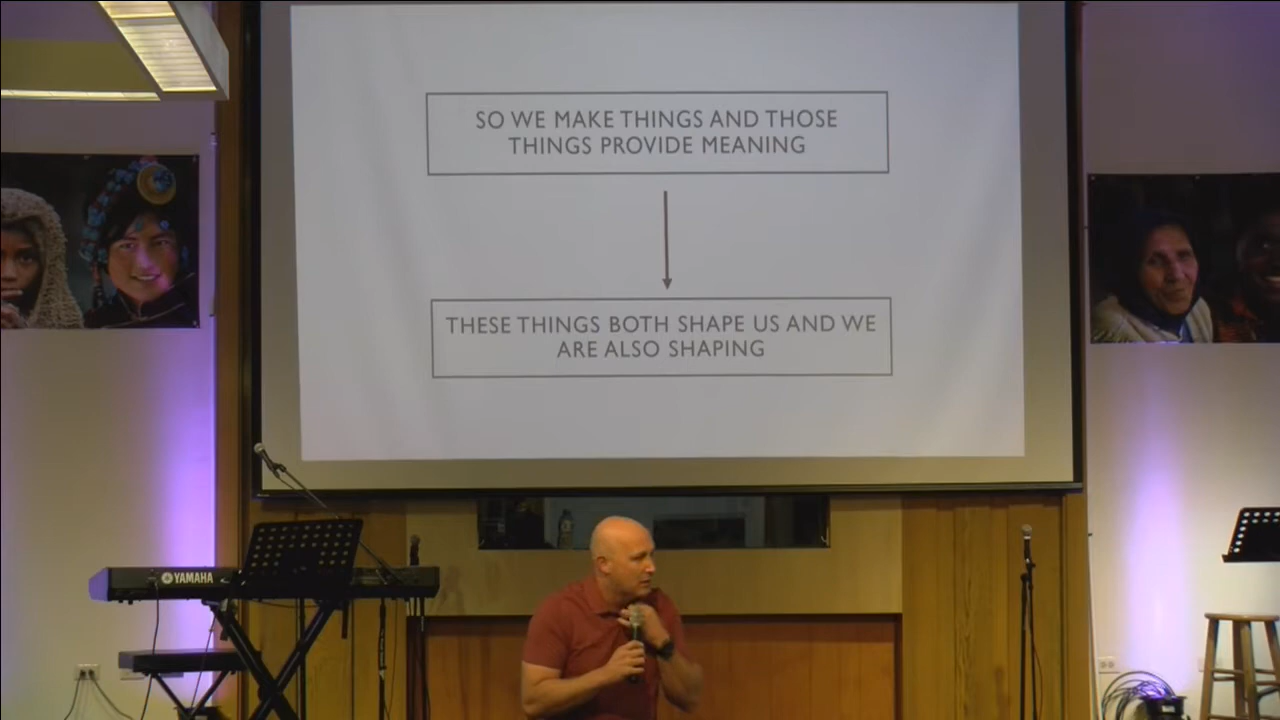 SO WE MAKE THINGS AND THOSE
THINGS PROVIDE MEANING
THESE THINGS BOTH SHAPE US AND WE
ARE ALSO SHAPING
YAMAHA